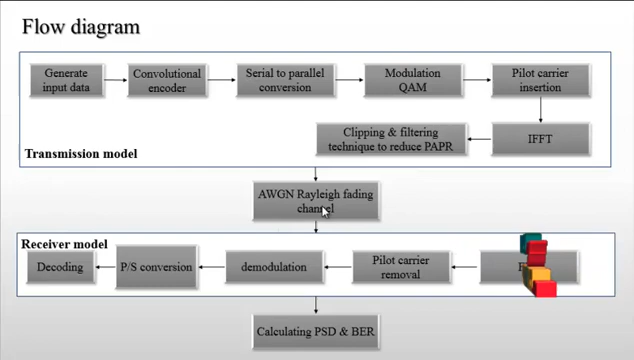 Flow diagram
Generate
input data
Convolutional
encoder
Serial to parallel
conversion
Modulation
QAM
Pilot carrier
insertion
Clipping & filtering
technique to reduce PAPR
IFFT
Transmission model
AWGN Rayleigh fading
channel
Receiver model
Decoding
P/S conversion
demodulation
Pilot carrier
removal
Calculating PSD & BER